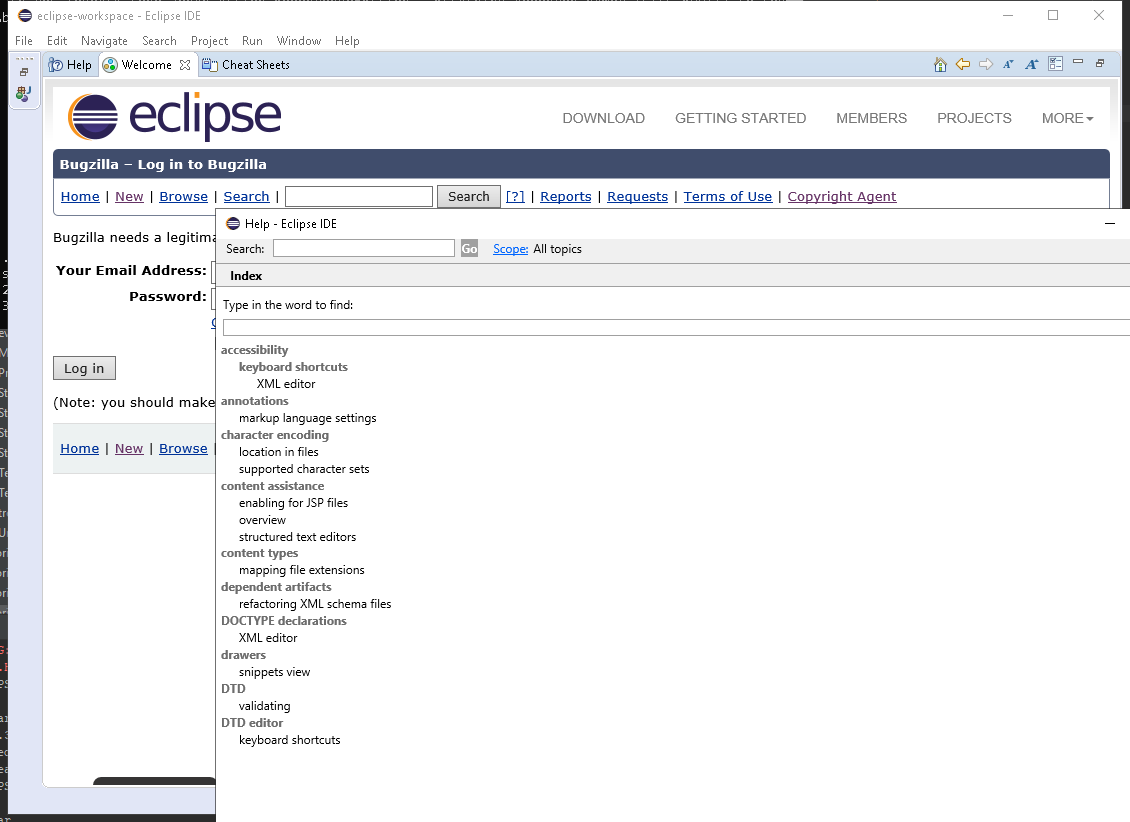 eclipse-workspace - Eclipse IDE
File Edit Navigate Search Project Run Window Help
Help Welcome Cheat Sheets
eclipse
DOWNLOAD GETTING STARTED MEMBERS PROJECTS MORE
Bugzilla – Log in to Bugzilla
Home | New | Browse | Search | Search [?] | Reports | Requests | Terms of Use | Copyright Agent
Bugzilla needs a legitima
Your Email Address:
Password:
Log in
(Note: you should make
Home | New | Browse |
Help - Eclipse IDE
Search: Go Scope: All topics
Index
Type in the word to find:
accessibility
keyboard shortcuts
XML editor
annotations
markup language settings
character encoding
location in files
supported character sets
content assistance
enabling for JSP files
overview
structured text editors
content types
mapping file extensions
dependent artifacts
refactoring XML schema files
DOCTYPE declarations
XML editor
drawers
snippets view
DTD
validating
DTD editor
keyboard shortcuts